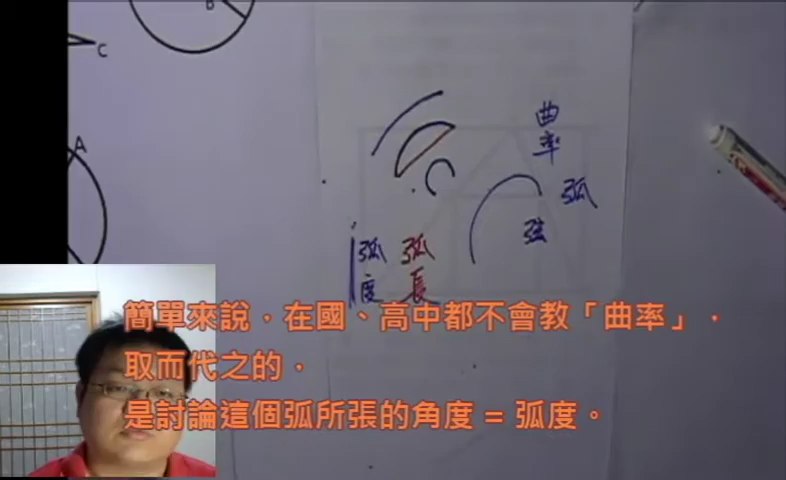 B
C
A
曲率
弧
弦
弧度
弧長
簡單來說，在國、高中都不會教「曲率」，
取而代之的，
是討論這個弧所張的角度 = 弧度。